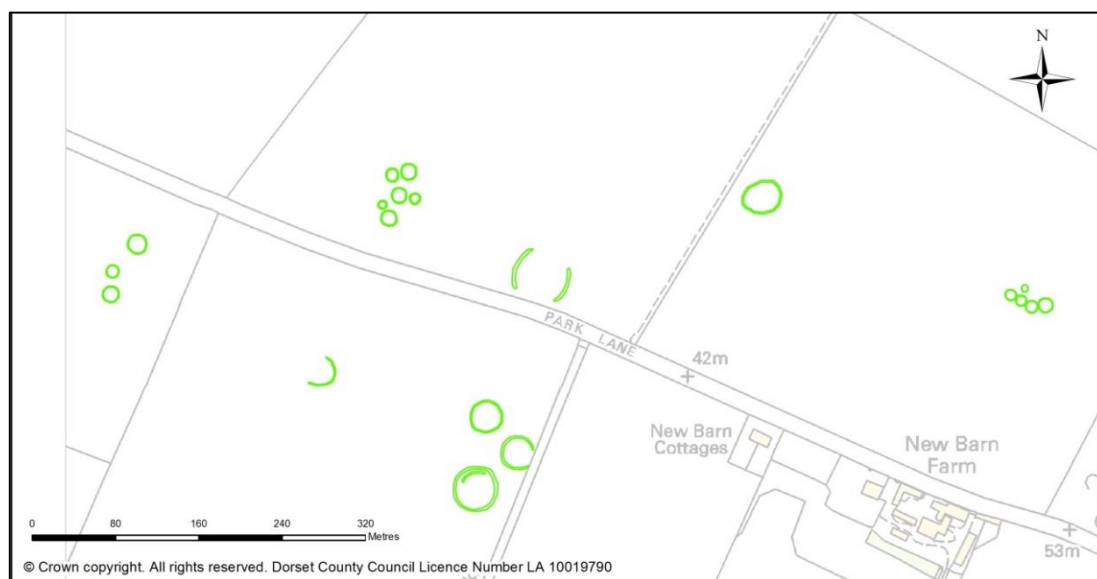 N
PARK LANE
42m
New Barn
Cottages
New Barn
Farm
53m
0 80 160 240 320
Metres
© Crown copyright. All rights reserved. Dorset County Council Licence Number LA 10019790